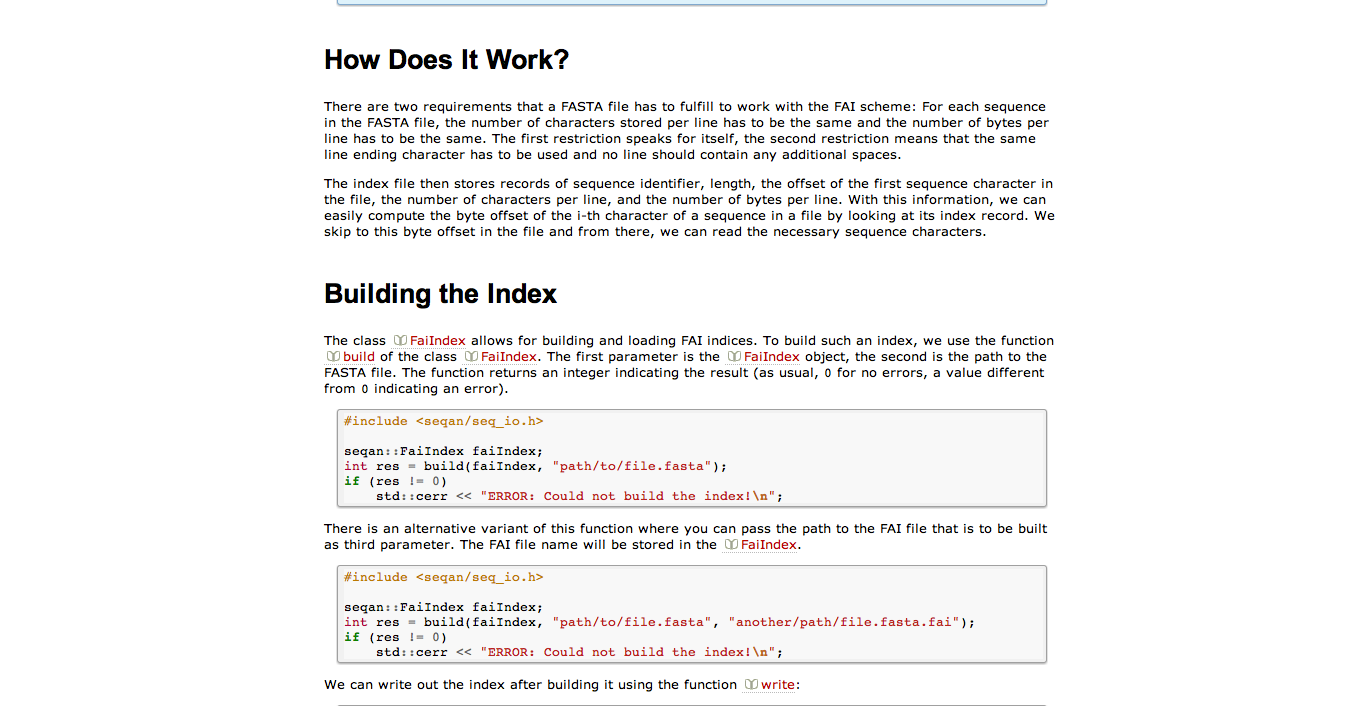 How Does It Work?
There are two requirements that a FASTA file has to fulfill to work with the FAI scheme: For each sequence
in the FASTA file, the number of characters stored per line has to be the same and the number of bytes per
line has to be the same. The first restriction speaks for itself, the second restriction means that the same
line ending character has to be used and no line should contain any additional spaces.
The index file then stores records of sequence identifier, length, the offset of the first sequence character in
the file, the number of characters per line, and the number of bytes per line. With this information, we can
easily compute the byte offset of the i-th character of a sequence in a file by looking at its index record. We
skip to this byte offset in the file and from there, we can read the necessary sequence characters.
Building the Index
The class FaiIndex allows for building and loading FAI indices. To build such an index, we use the function
build of the class FaiIndex. The first parameter is the FaiIndex object, the second is the path to the
FASTA file. The function returns an integer indicating the result (as usual, 0 for no errors, a value different
from 0 indicating an error).
#include <seqan/seq_io.h>
seqan::FaiIndex faiIndex;
int res = build(faiIndex, "path/to/file.fasta");
if (res != 0)
    std::cerr << "ERROR: Could not build the index!\n";
There is an alternative variant of this function where you can pass the path to the FAI file that is to be built
as third parameter. The FAI file name will be stored in the FaiIndex.
#include <seqan/seq_io.h>
seqan::FaiIndex faiIndex;
int res = build(faiIndex, "path/to/file.fasta", "another/path/file.fasta.fai");
if (res != 0)
    std::cerr << "ERROR: Could not build the index!\n";
We can write out the index after building it using the function write: